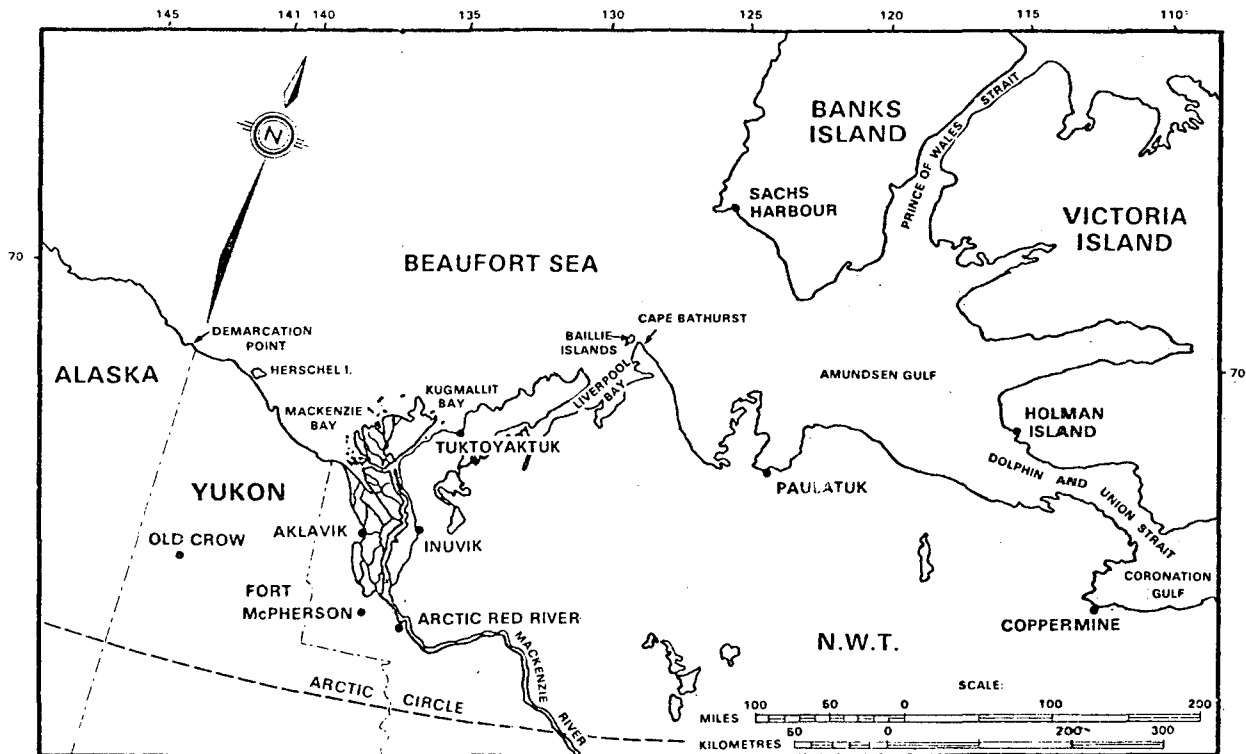 145 141 140 135 130 125 120 115 110°
N
BANKS
ISLAND
PRINCE OF WALES STRAIT
SACHS
HARBOUR
VICTORIA
ISLAND
70
BEAUFORT SEA
DEMARCATION
POINT
BAILLIE
ISLANDS
CAPE BATHURST
ALASKA
HERSCHEL I.
MACKENZIE
BAY
KUGMALLIT
BAY
LIVERPOOL
BAY
AMUNDSEN GULF
70
HOLMAN
ISLAND
TUKTOYAKTUK
PAULATUK
DOLPHIN AND UNION STRAIT
YUKON
OLD CROW
AKLAVIK
INUVIK
CORONATION
GULF
FORT
McPHERSON
ARCTIC RED RIVER
COPPERMINE
MACKENZIE RIVER
N.W.T.
ARCTIC CIRCLE
SCALE:
MILES 100 50 0 100 200
KILOMETRES 50 0 100 200 300